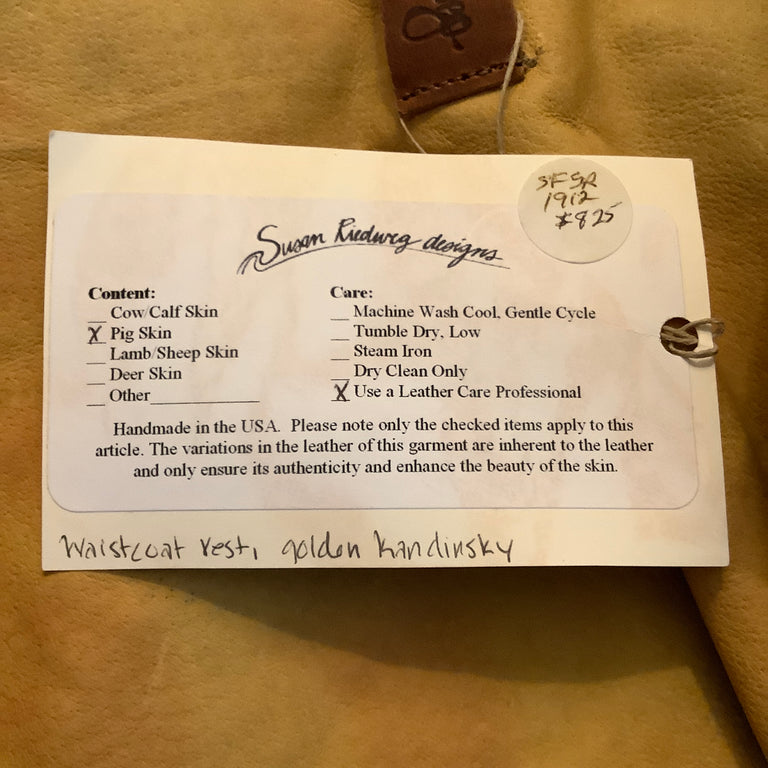 SFSR
1912
$825
Susan Riedweg designs
Content:
__ Cow/Calf Skin
X Pig Skin
__ Lamb/Sheep Skin
__ Deer Skin
__ Other______________
Care:
__ Machine Wash Cool, Gentle Cycle
__ Tumble Dry, Low
__ Steam Iron
__ Dry Clean Only
X Use a Leather Care Professional
Handmade in the USA. Please note only the checked items apply to this
article. The variations in the leather of this garment are inherent to the leather
and only ensure its authenticity and enhance the beauty of the skin.
Waistcoat vest, golden Kandinsky